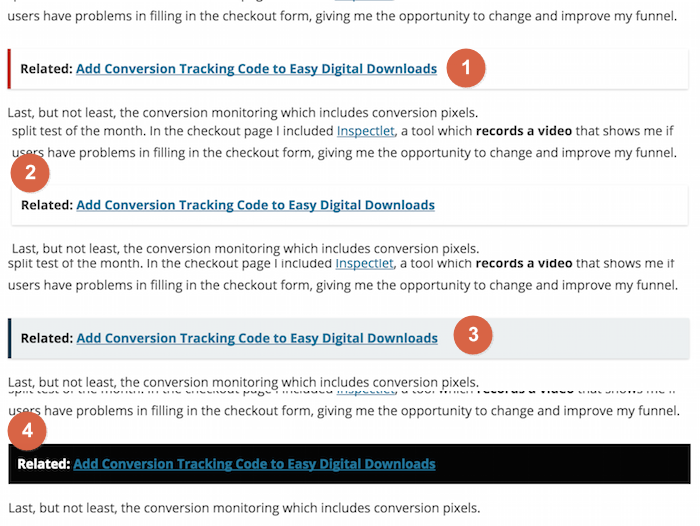 users have problems in filling in the checkout form, giving me the opportunity to change and improve my funnel.
Related: Add Conversion Tracking Code to Easy Digital Downloads 1
Last, but not least, the conversion monitoring which includes conversion pixels.
split test of the month. In the checkout page I included Inspectlet, a tool which records a video that shows me if
users have problems in filling in the checkout form, giving me the opportunity to change and improve my funnel.
2
Related: Add Conversion Tracking Code to Easy Digital Downloads
Last, but not least, the conversion monitoring which includes conversion pixels.
split test of the month. In the checkout page I included Inspectlet, a tool which records a video that shows me if
users have problems in filling in the checkout form, giving me the opportunity to change and improve my funnel.
Related: Add Conversion Tracking Code to Easy Digital Downloads 3
Last, but not least, the conversion monitoring which includes conversion pixels.
split test of the month. In the checkout page I included Inspectlet, a tool which records a video that shows me if
users have problems in filling in the checkout form, giving me the opportunity to change and improve my funnel.
4
Related: Add Conversion Tracking Code to Easy Digital Downloads
Last, but not least, the conversion monitoring which includes conversion pixels.